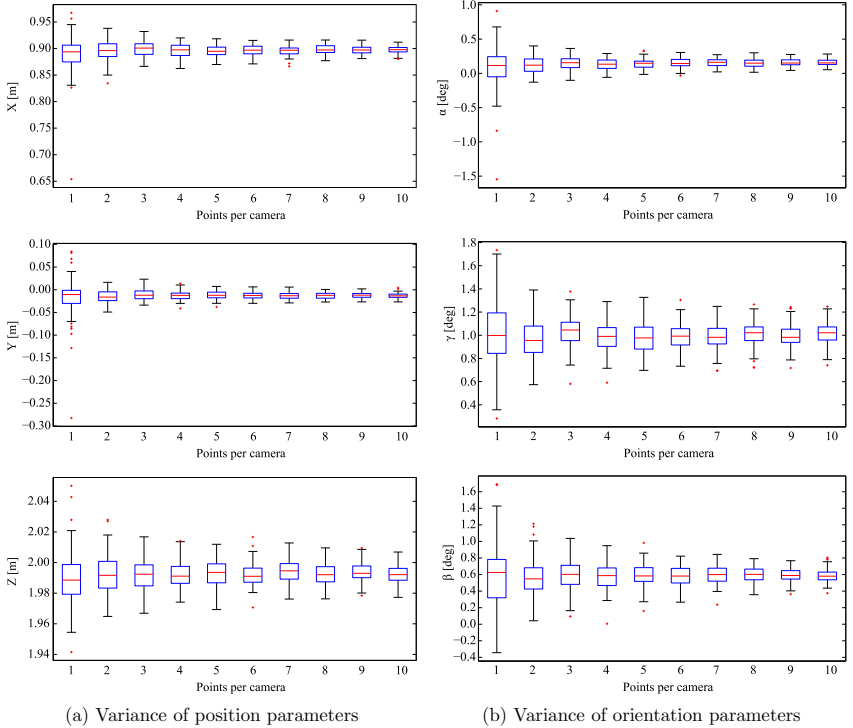 0.95
0.90
0.85
0.80
0.75
0.70
0.65
X [m]
1 2 3 4 5 6 7 8 9 10
Points per camera
1.0
0.5
0.0
−0.5
−1.0
−1.5
α [deg]
1 2 3 4 5 6 7 8 9 10
Points per camera
0.10
0.05
0.00
−0.05
−0.10
−0.15
−0.20
−0.25
−0.30
Y [m]
1 2 3 4 5 6 7 8 9 10
Points per camera
1.8
1.6
1.4
1.2
1.0
0.8
0.6
0.4
γ [deg]
1 2 3 4 5 6 7 8 9 10
Points per camera
2.04
2.02
2.00
1.98
1.96
1.94
Z [m]
1 2 3 4 5 6 7 8 9 10
Points per camera
1.6
1.4
1.2
1.0
0.8
0.6
0.4
0.2
0.0
−0.2
−0.4
β [deg]
1 2 3 4 5 6 7 8 9 10
Points per camera
(a) Variance of position parameters
(b) Variance of orientation parameters